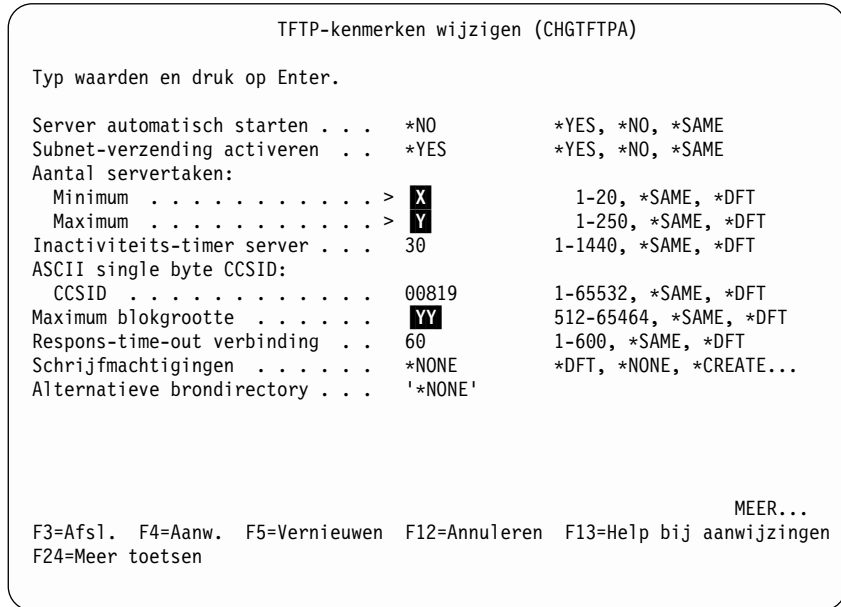 TFTP-kenmerken wijzigen (CHGTFTPA)
Typ waarden en druk op Enter.
Server automatisch starten . . . *NO *YES, *NO, *SAME
Subnet-verzending activeren . . *YES *YES, *NO, *SAME
Aantal servertaken:
Minimum . . . . . . . . . . . > X 1-20, *SAME, *DFT
Maximum . . . . . . . . . . . > Y 1-250, *SAME, *DFT
Inactiviteits-timer server . . . 30 1-1440, *SAME, *DFT
ASCII single byte CCSID:
CCSID . . . . . . . . . . . . 00819 1-65532, *SAME, *DFT
Maximum blokgrootte . . . . . . YY 512-65464, *SAME, *DFT
Respons-time-out verbinding . . 60 1-600, *SAME, *DFT
Schrijfmachtigingen . . . . . . *NONE *DFT, *NONE, *CREATE...
Alternatieve brondirectory . . . '*NONE'
MEER...
F3=Afsl. F4=Aanw. F5=Vernieuwen F12=Annuleren F13=Help bij aanwijzingen
F24=Meer toetsen